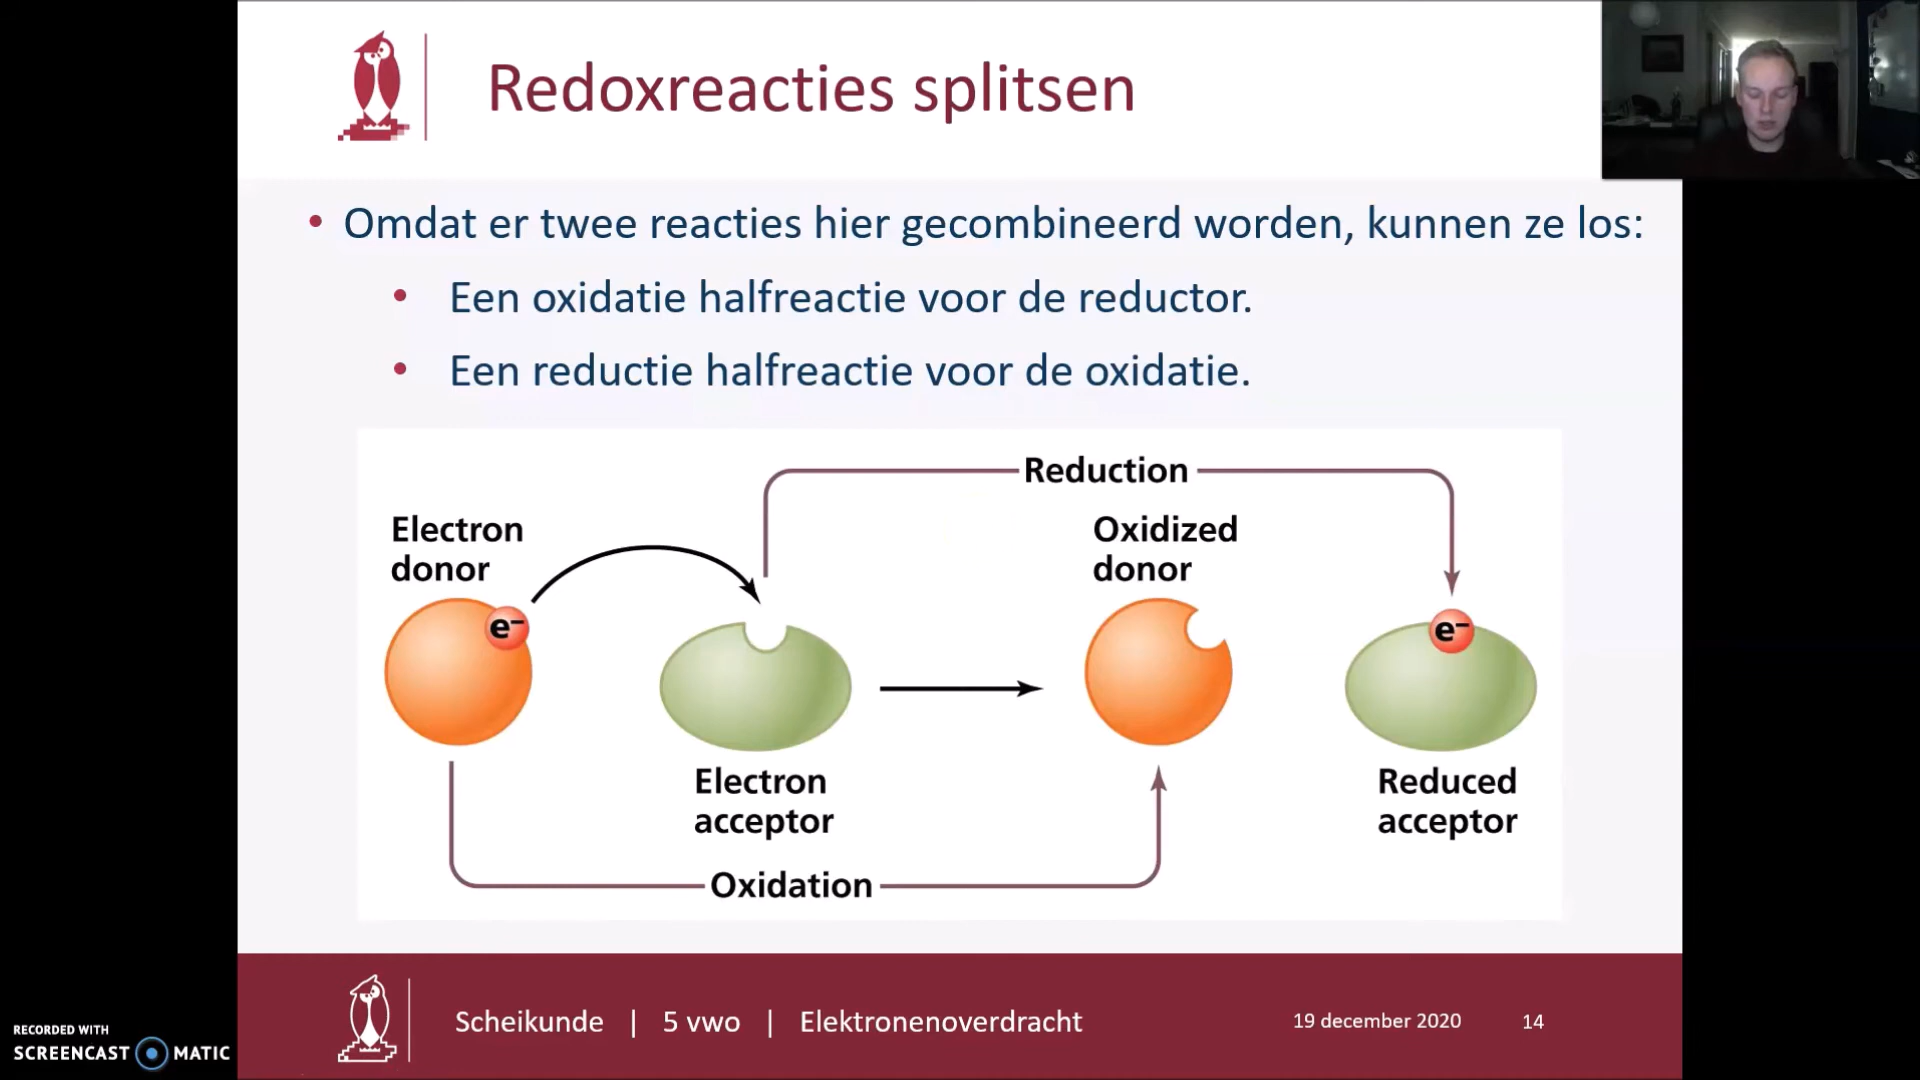 Redoxreacties splitsen
• Omdat er twee reacties hier gecombineerd worden, kunnen ze los:
• Een oxidatie halfreactie voor de reductor.
• Een reductie halfreactie voor de oxidatie.
Reduction
Electron
donor
Oxidized
donor
e−
e−
Electron
acceptor
Reduced
acceptor
Oxidation
Scheikunde | 5 vwo | Elektronenoverdracht
19 december 2020
14
RECORDED WITH
SCREENCAST MATIC